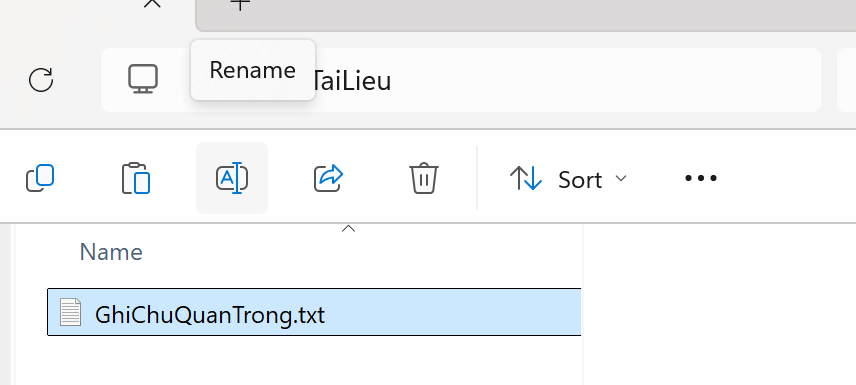 Rename
TaiLieu
Sort
Name
GhiChuQuanTrong.txt